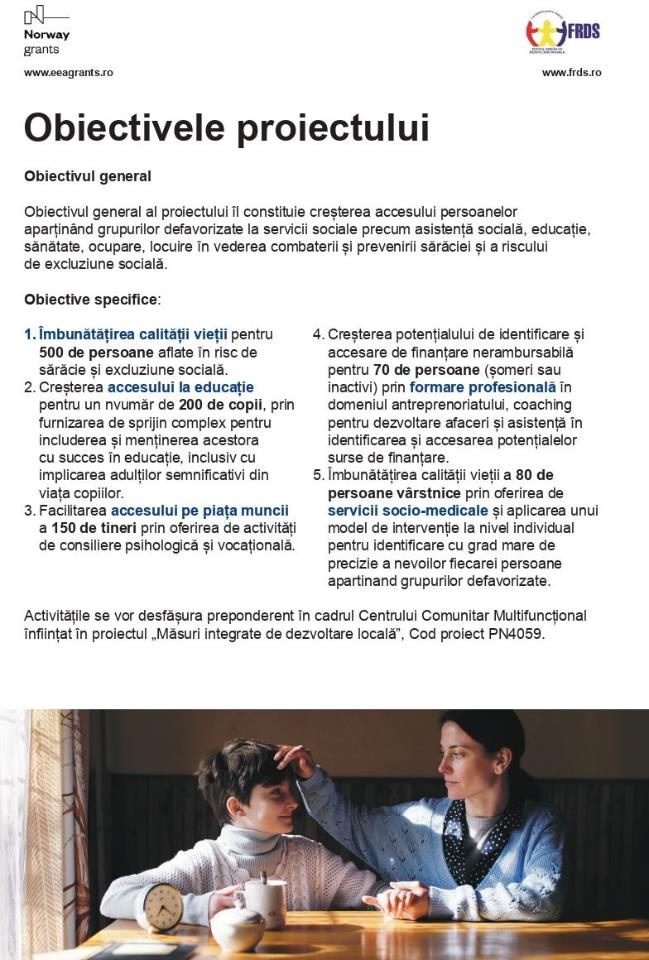 Norway
grants
www.eeagrants.ro
FRDS
www.frds.ro
Obiectivele proiectului
Obiectivul general
Obiectivul general al proiectului îl constituie creșterea accesului persoanelor
aparținând grupurilor defavorizate la servicii sociale precum asistență socială, educație,
sănătate, ocupare, locuire în vederea combaterii și prevenirii sărăciei și a riscului
de excluziune socială.
Obiective specifice:
1. Îmbunătățirea calității vieții pentru
500 de persoane aflate în risc de
sărăcie și excluziune socială.
2. Creșterea accesului la educație
pentru un nvumăr de 200 de copii, prin
furnizarea de sprijin complex pentru
includerea și menținerea acestora
cu succes în educație, inclusiv cu
implicarea adulților semnificativi din
viața copiilor.
3. Facilitarea accesului pe piața muncii
a 150 de tineri prin oferirea de activități
de consiliere psihologică și vocațională.
4. Creșterea potențialului de identificare și
accesare de finanțare nerambursabilă
pentru 70 de persoane (șomeri sau
inactivi) prin formare profesională în
domeniul antreprenoriatului, coaching
pentru dezvoltare afaceri și asistență în
identificarea și accesarea potențialelor
surse de finanțare.
5. Îmbunătățirea calității vieții a 80 de
persoane vârstnice prin oferirea de
servicii socio-medicale și aplicarea unui
model de intervenție la nivel individual
pentru identificare cu grad mare de
precizie a nevoilor fiecarei persoane
apartinand grupurilor defavorizate.
Activitățile se vor desfășura preponderent în cadrul Centrului Comunitar Multifuncțional
înființat în proiectul „Măsuri integrate de dezvoltare locală”, Cod proiect PN4059.